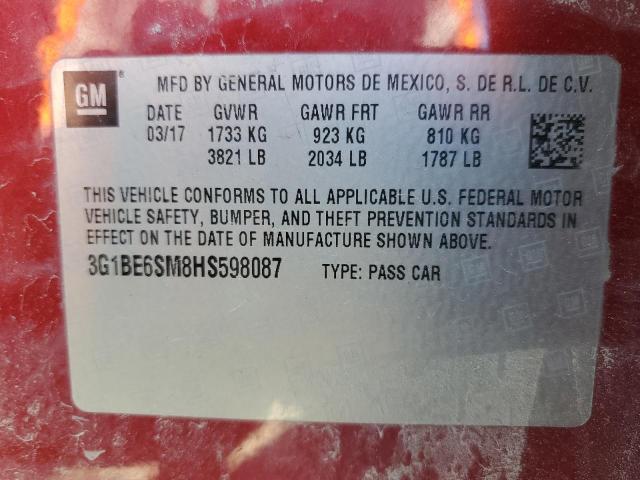 GM ® MFD BY GENERAL MOTORS DE MEXICO, S. DE R.L. DE C.V.
DATE GVWR GAWR FRT GAWR RR
03/17 1733 KG 923 KG 810 KG
3821 LB 2034 LB 1787 LB
THIS VEHICLE CONFORMS TO ALL APPLICABLE U.S. FEDERAL MOTOR
VEHICLE SAFETY, BUMPER, AND THEFT PREVENTION STANDARDS IN
EFFECT ON THE DATE OF MANUFACTURE SHOWN ABOVE.
3G1BE6SM8HS598087 TYPE: PASS CAR